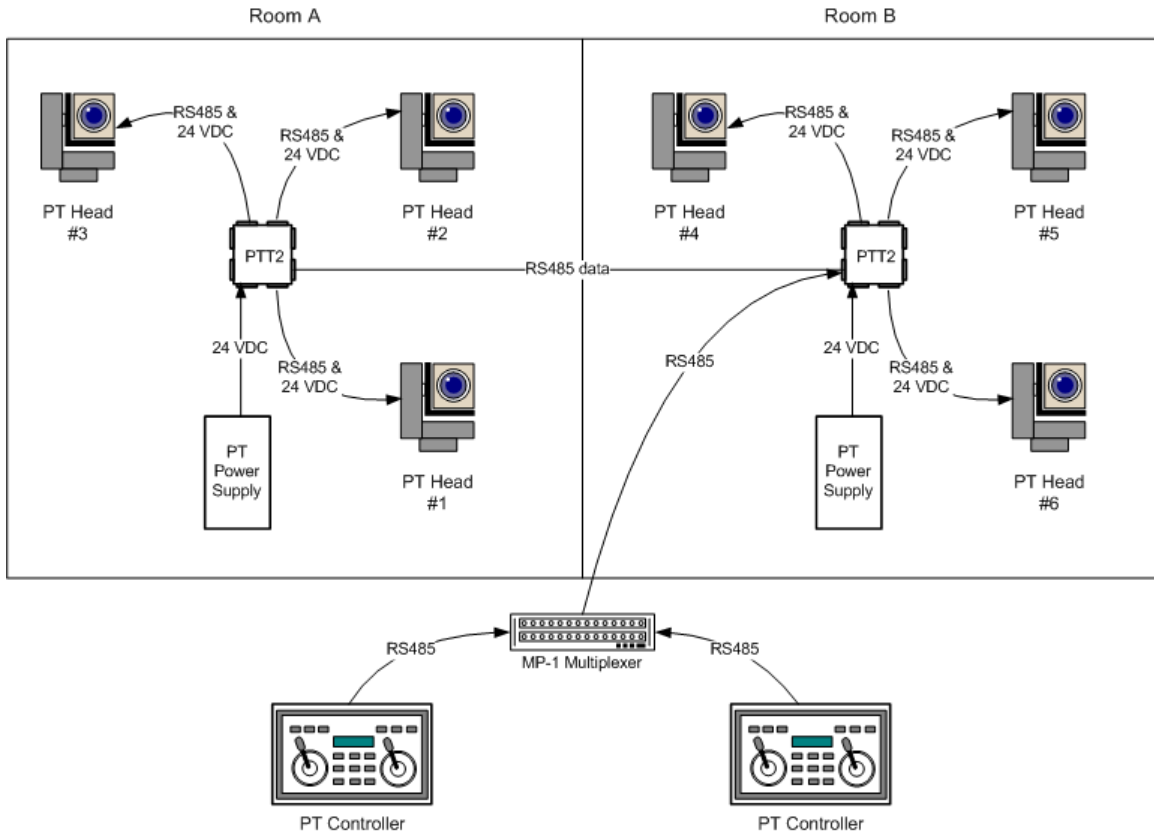 Room A
Room B
RS485 &
24 VDC
RS485 &
24 VDC
RS485 &
24 VDC
RS485 &
24 VDC
PT Head
#3
PT Head
#2
PT Head
#4
PT Head
#5
PTT2
PTT2
RS485 data
24 VDC
RS485 &
24 VDC
RS485
24 VDC
RS485 &
24 VDC
PT
Power
Supply
PT Head
#1
PT
Power
Supply
PT Head
#6
RS485
RS485
MP-1 Multiplexer
PT Controller
PT Controller